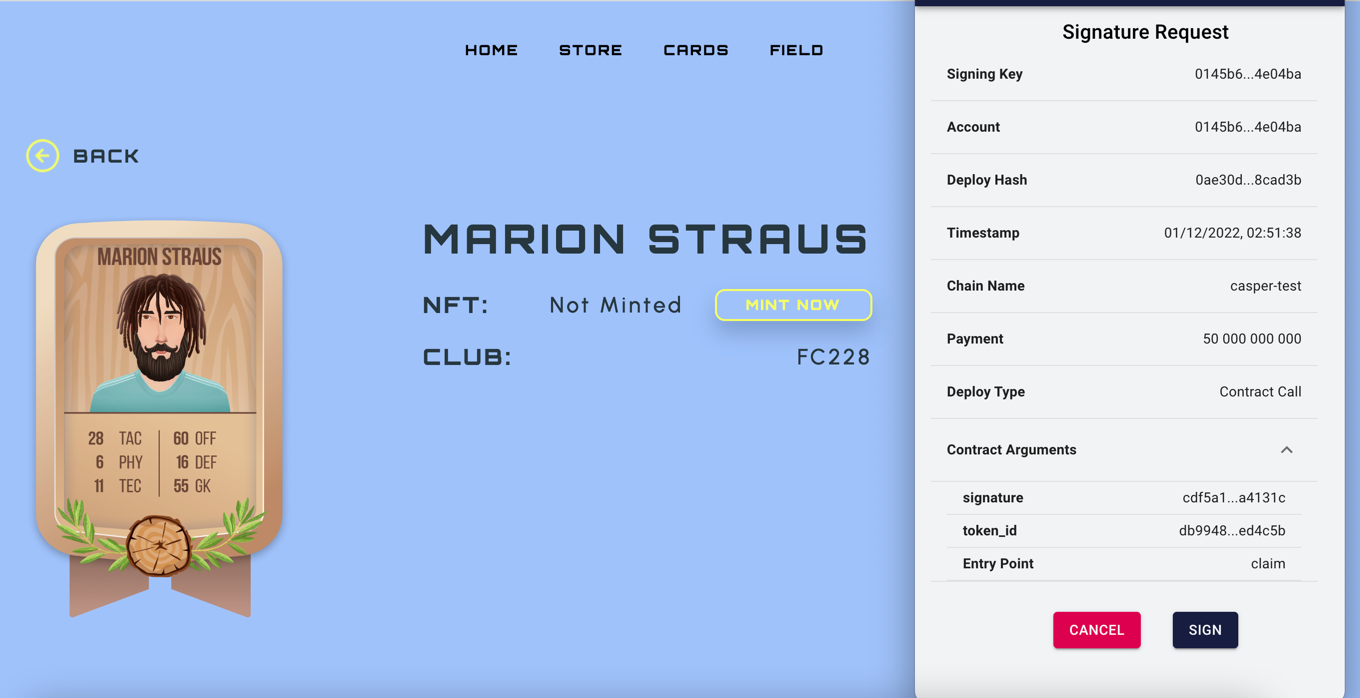 HOME STORE CARDS FIELD
BACK
MARION STRAUS
28 TAC 60 OFF
6 PHY 16 DEF
11 TEC 55 GK
MARION STRAUS
NFT: Not Minted MINT NOW
CLUB: FC228
Signature Request
Signing Key 0145b6...4e04ba
Account 0145b6...4e04ba
Deploy Hash 0ae30d...8cad3b
Timestamp 01/12/2022, 02:51:38
Chain Name casper-test
Payment 50 000 000 000
Deploy Type Contract Call
Contract Arguments
signature cdf5a1...a4131c
token_id db9948...ed4c5b
Entry Point claim
CANCEL SIGN